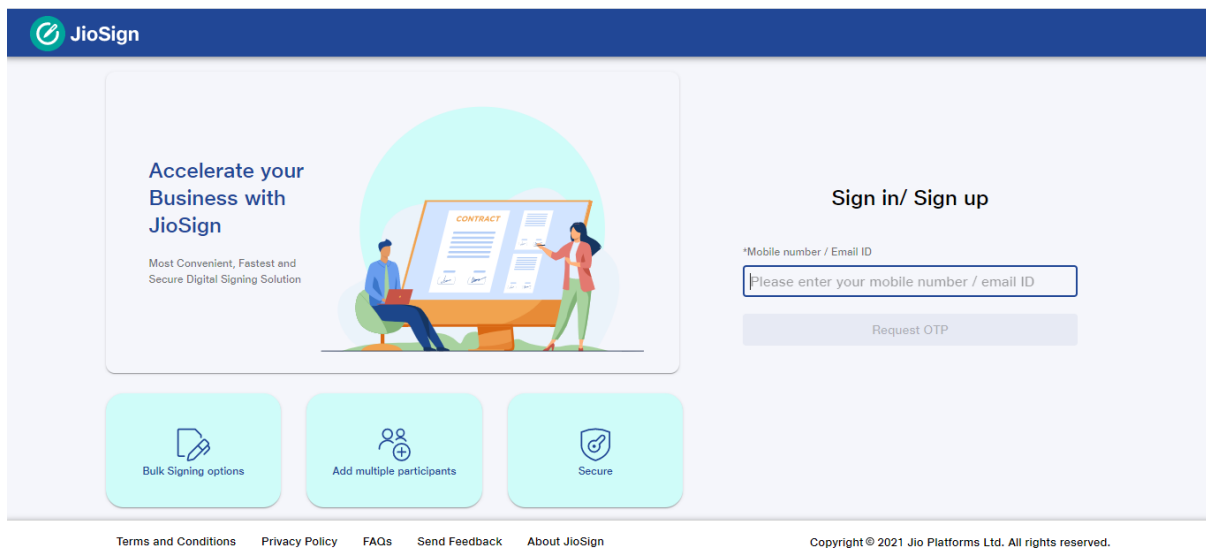 JioSign
Accelerate your
Business with
JioSign
Most Convenient, Fastest and
Secure Digital Signing Solution
CONTRACT
Sign in/ Sign up
*Mobile number / Email ID
Please enter your mobile number / email ID
Request OTP
Bulk Signing options
Add multiple participants
Secure
Terms and Conditions
Privacy Policy
FAQs
Send Feedback
About JioSign
Copyright © 2021 Jio Platforms Ltd. All rights reserved.